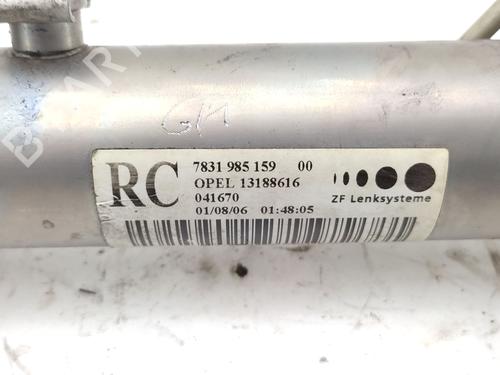 GM
RC
7831 985 159 00
OPEL 13188616
041670
01/08/06 01:48:05
ZF Lenksysteme